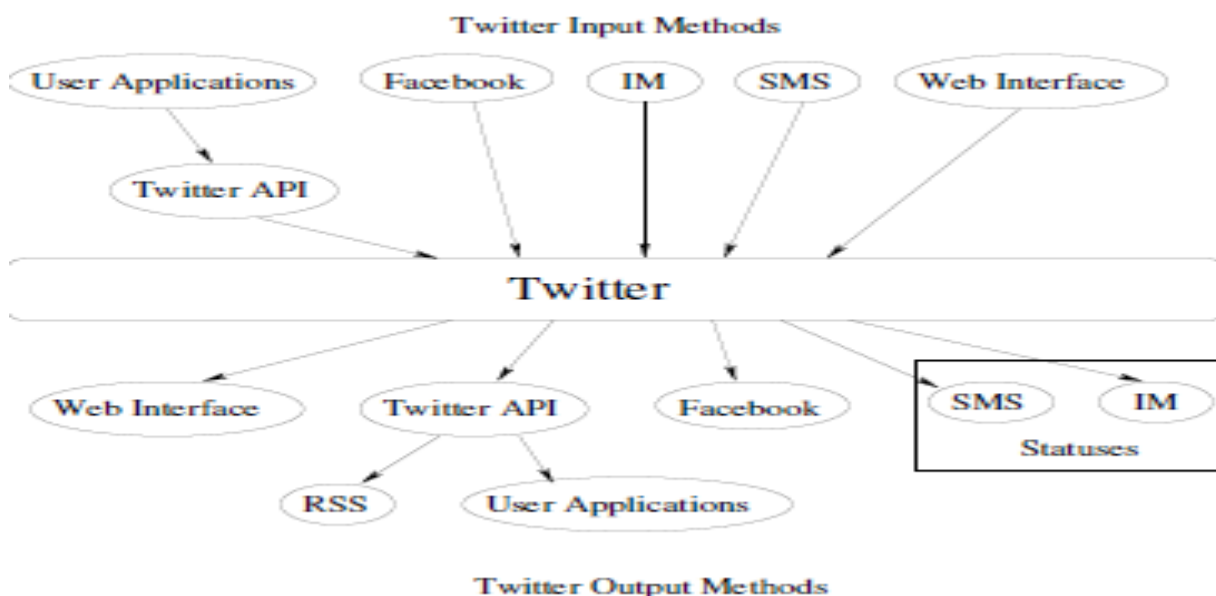 Twitter Input Methods
User Applications
Facebook
IM
SMS
Web Interface
Twitter API
Twitter
Web Interface
Twitter API
Facebook
SMS
IM
Statuses
RSS
User Applications
Twitter Output Methods